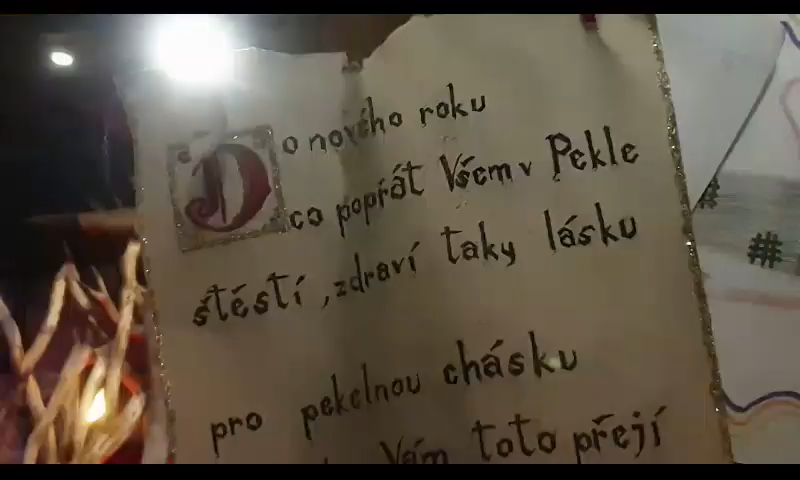 Do nového roku
co popřát Všem v Pekle
štěstí, zdraví taky lásku
pro pekelnou chásku
Vám toto přejí
#
#